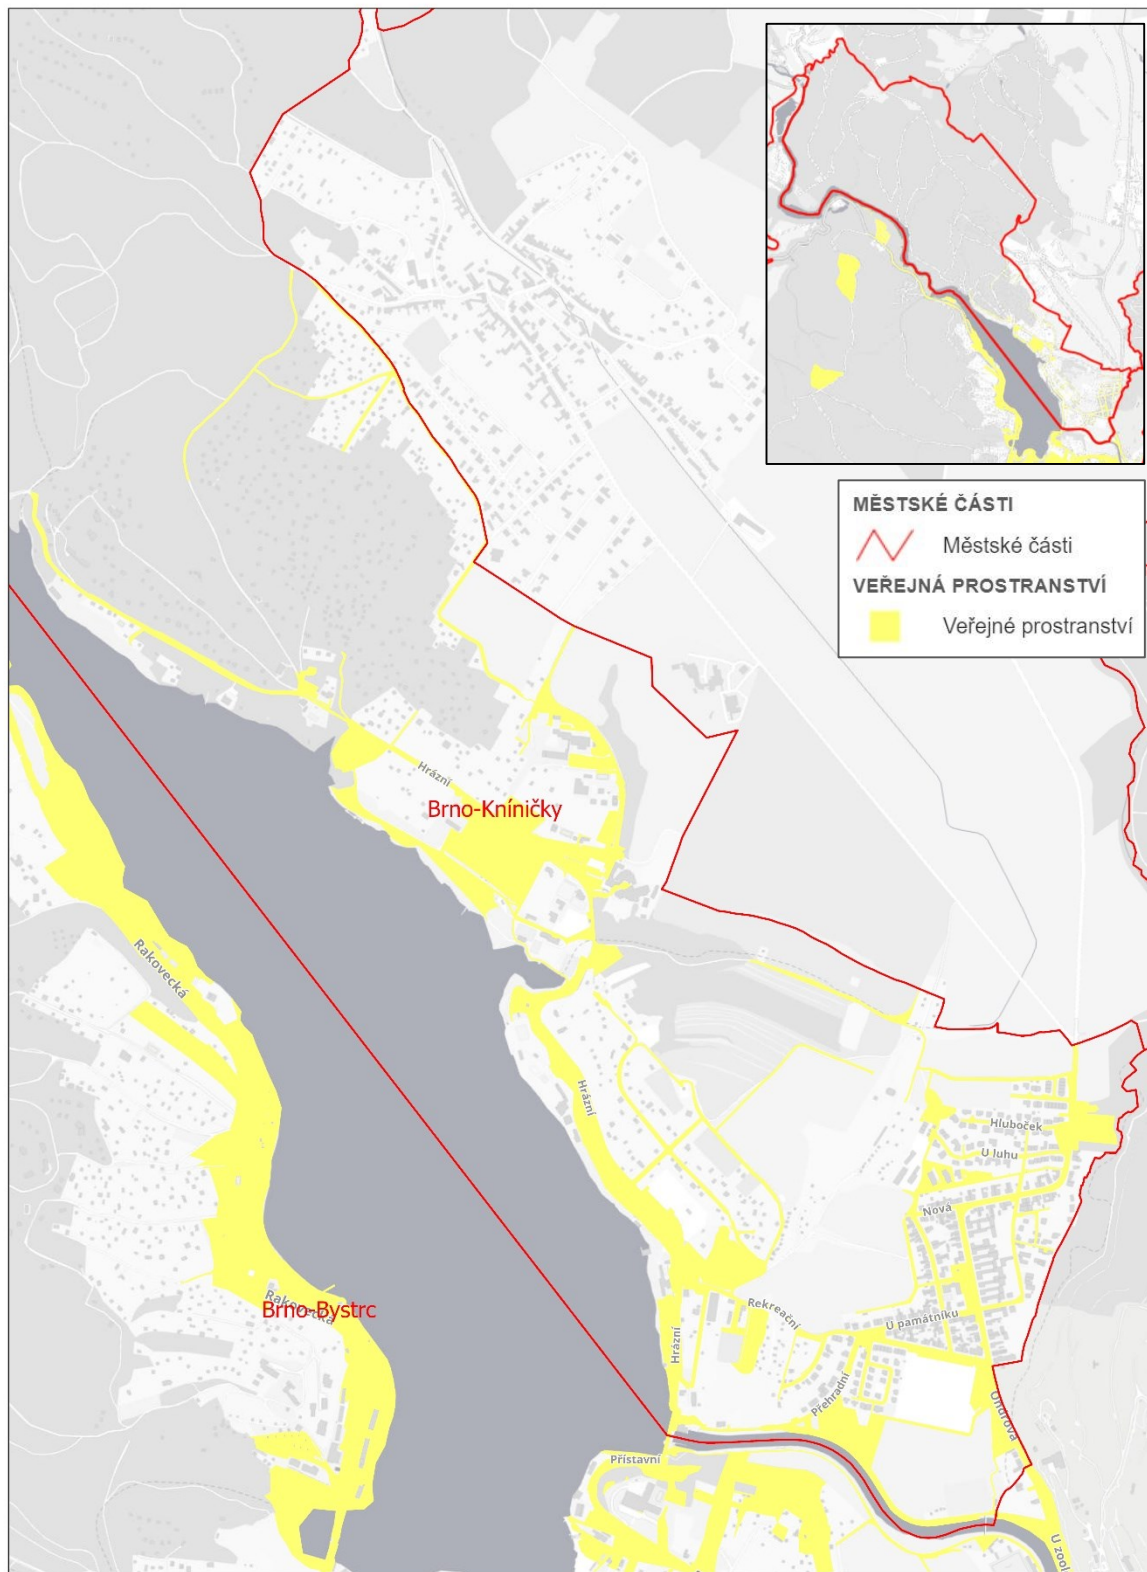 MĚSTSKÉ ČÁSTI
Městské části
VEŘEJNÁ PROSTRANSTVÍ
Veřejné prostranství
Hrázní
Brno-Kníničky
Rakovecká
Hrázní
Hluboček
U luhu
Nová
Rakovecká
Brno-Bystrc
Rekreační
U památníku
Hrázní
Přehradní
Ondrova
Přístavní